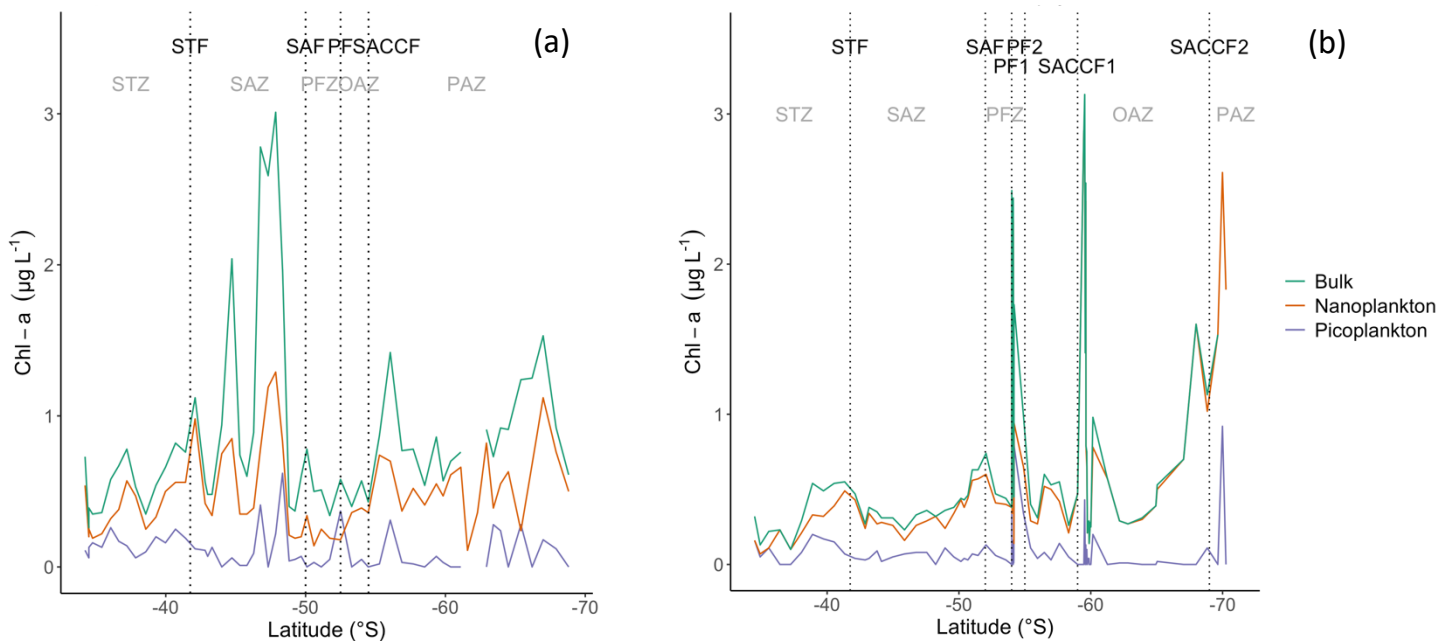 (a)
STF SAF PFSACCF
STZ SAZ PFZ OAZ PAZ
3
2
1
0
Chl – a (µg L⁻¹)
-40 -50 -60 -70
Latitude (°S)
(b)
STF SAF PF2 SACCF2
PF1 SACCF1
STZ SAZ PFZ OAZ PAZ
3
2
1
0
Chl – a (µg L⁻¹)
-40 -50 -60 -70
Latitude (°S)
Bulk
Nanoplankton
Picoplankton